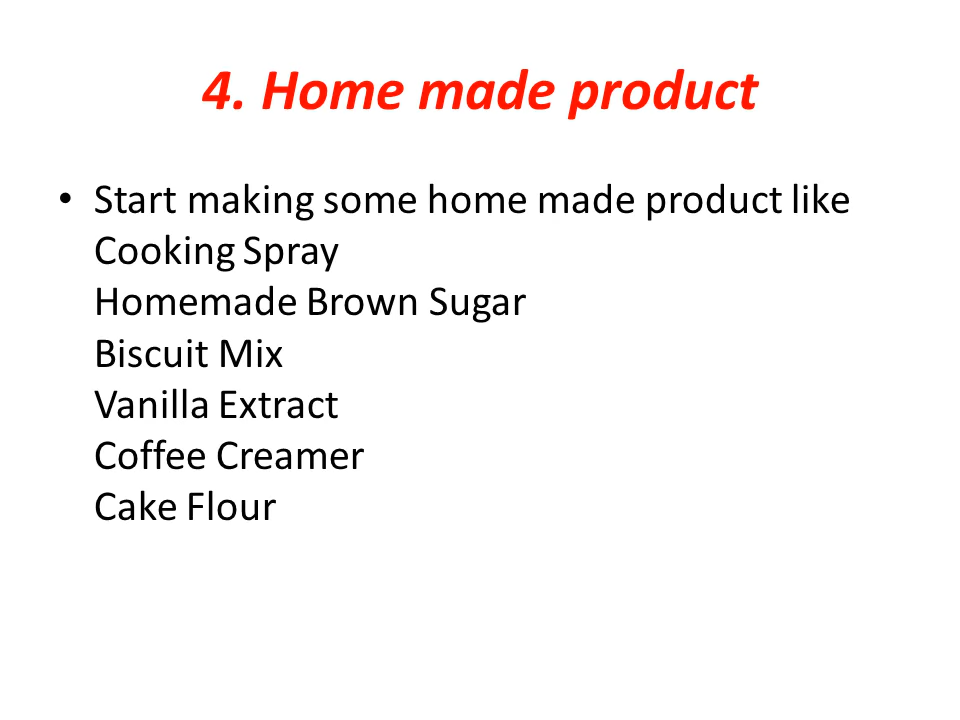 4. Home made product
• Start making some home made product like
Cooking Spray
Homemade Brown Sugar
Biscuit Mix
Vanilla Extract
Coffee Creamer
Cake Flour